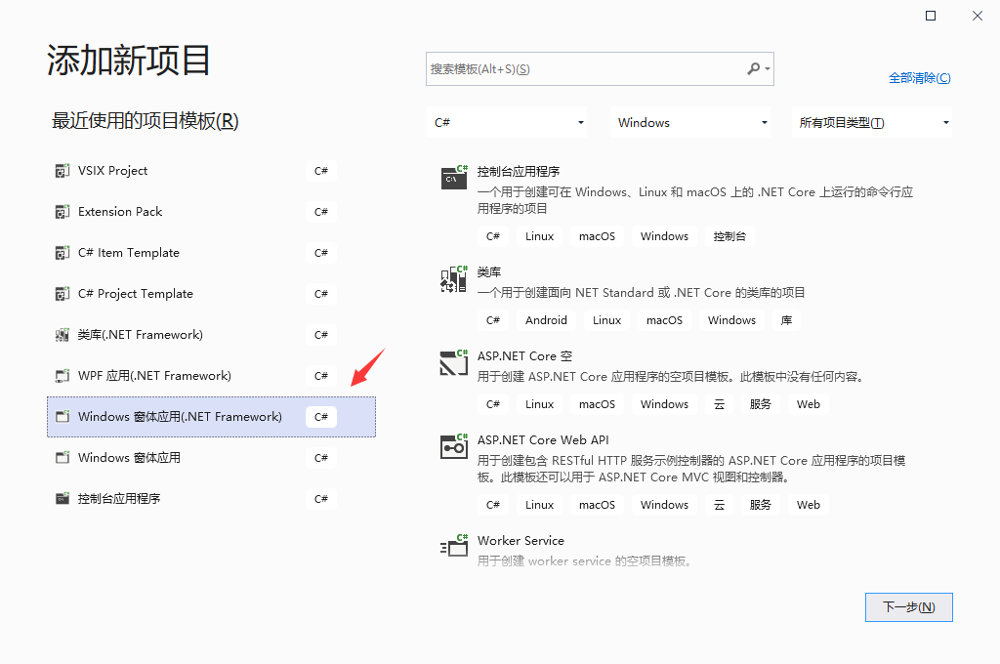 添加新项目
搜索模板(Alt+S)(S)
全部清除(C)
最近使用的项目模板(R)
C#
Windows
所有项目类型(T)
VSIX Project C#
Extension Pack C#
C# Item Template C#
C# Project Template C#
类库(.NET Framework) C#
WPF 应用(.NET Framework) C#
Windows 窗体应用(.NET Framework) C#
Windows 窗体应用 C#
控制台应用程序 C#
控制台应用程序
一个用于创建可在 Windows、Linux 和 macOS 上的 .NET Core 上运行的命令行应
用程序的项目
C# Linux macOS Windows 控制台
类库
一个用于创建面向 NET Standard 或 .NET Core 的类库的项目
C# Android Linux macOS Windows 库
ASP.NET Core 空
用于创建 ASP.NET Core 应用程序的空项目模板。此模板中没有任何内容。
C# Linux macOS Windows 云 服务 Web
ASP.NET Core Web API
用于创建包含 RESTful HTTP 服务示例控制器的 ASP.NET Core 应用程序的项目模
板。此模板还可以用于 ASP.NET Core MVC 视图和控制器。
C# Linux macOS Windows 云 服务 Web
Worker Service
用于创建 worker service 的空项目模板。
下一步(N)